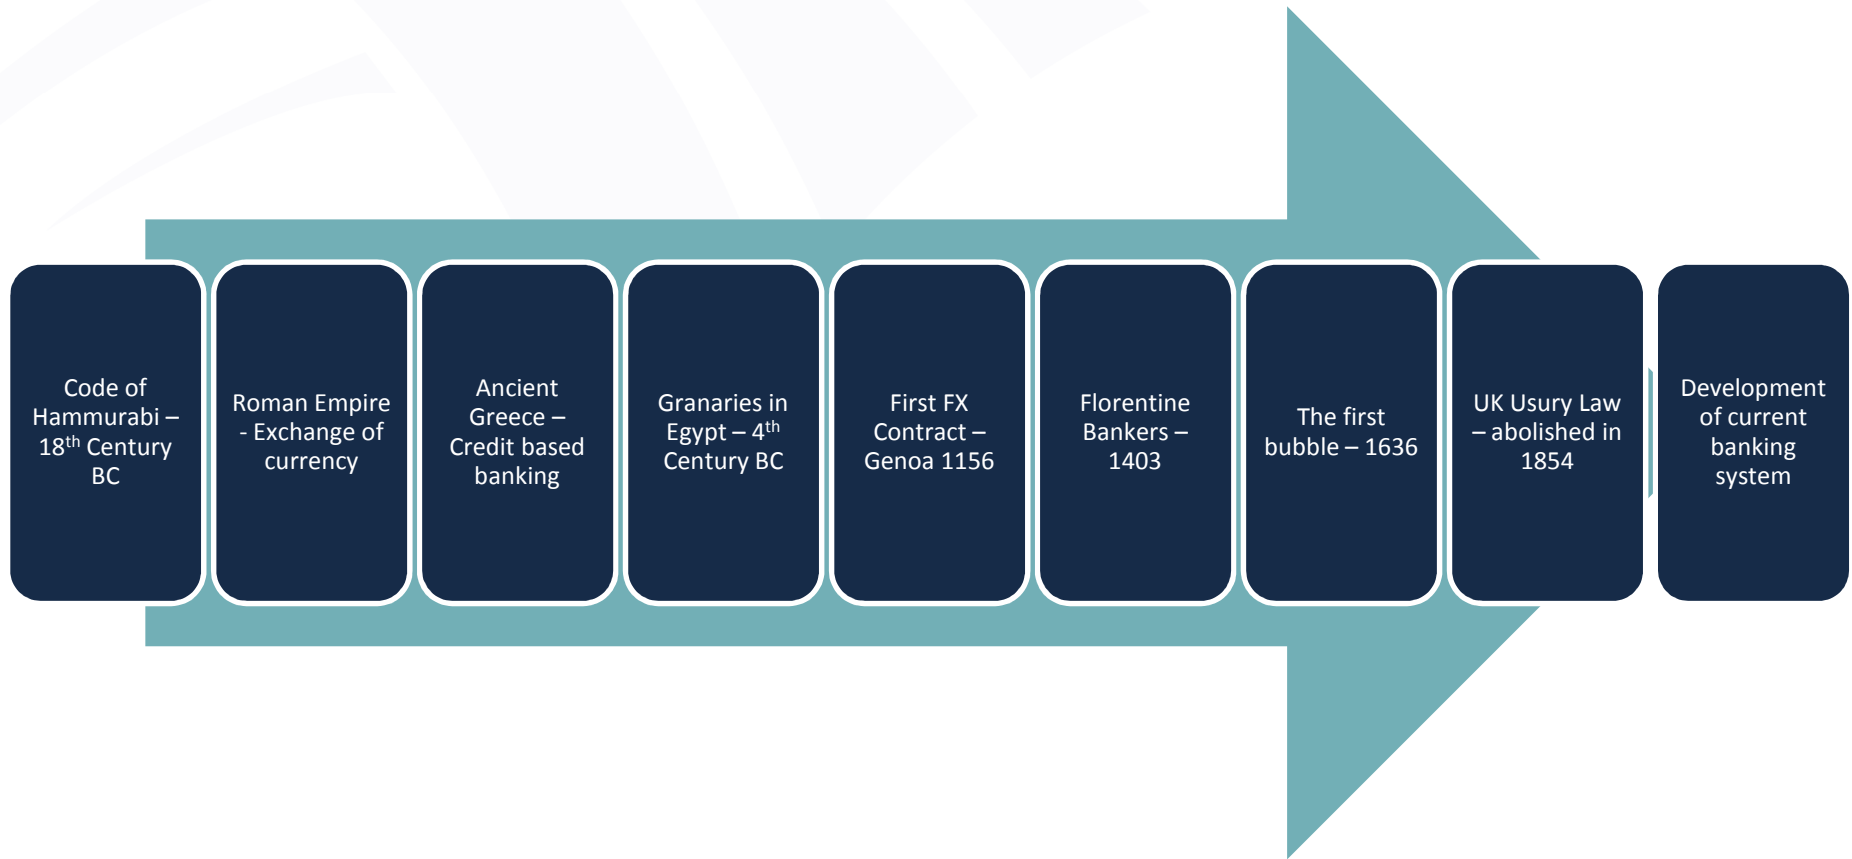 Code of
Hammurabi –
18th Century
BC
Roman Empire
- Exchange of
currency
Ancient
Greece –
Credit based
banking
Granaries in
Egypt – 4th
Century BC
First FX
Contract –
Genoa 1156
Florentine
Bankers –
1403
The first
bubble – 1636
UK Usury Law
– abolished in
1854
Development
of current
banking
system